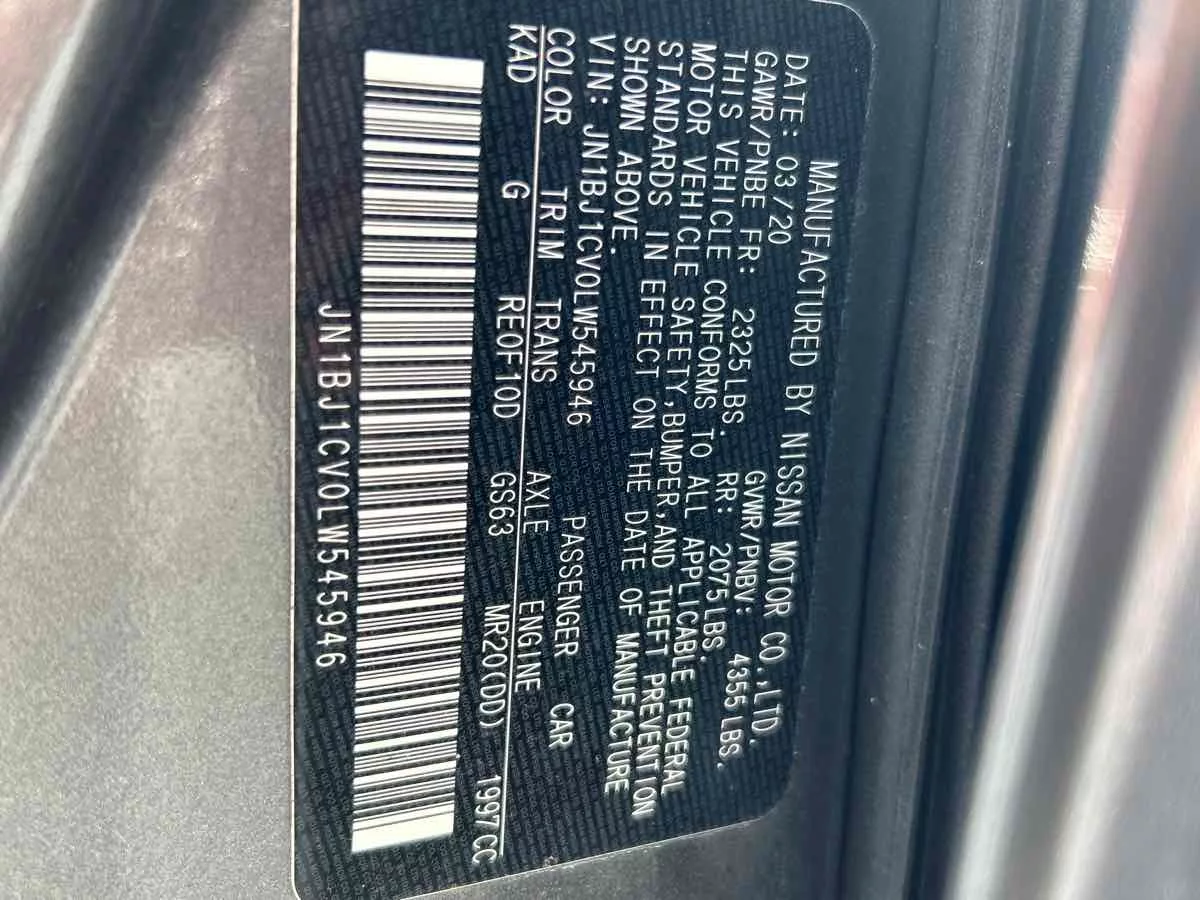 MANUFACTURED BY NISSAN MOTOR CO.,LTD.
DATE: 03/20 GVWR/PNBV: 4355 LBS.
GAWR/PNBE FR: 2325 LBS. RR: 2075 LBS.
THIS VEHICLE CONFORMS TO ALL APPLICABLE FEDERAL
MOTOR VEHICLE SAFETY,BUMPER,AND THEFT PREVENTION
STANDARDS IN EFFECT ON THE DATE OF MANUFACTURE
SHOWN ABOVE.
VIN: JN1BJ1CV0LW545946 PASSENGER CAR
COLOR TRIM TRANS AXLE ENGINE
KAD G RE0F10D GS63 MR20(DD) 1997CC
JN1BJ1CV0LW545946